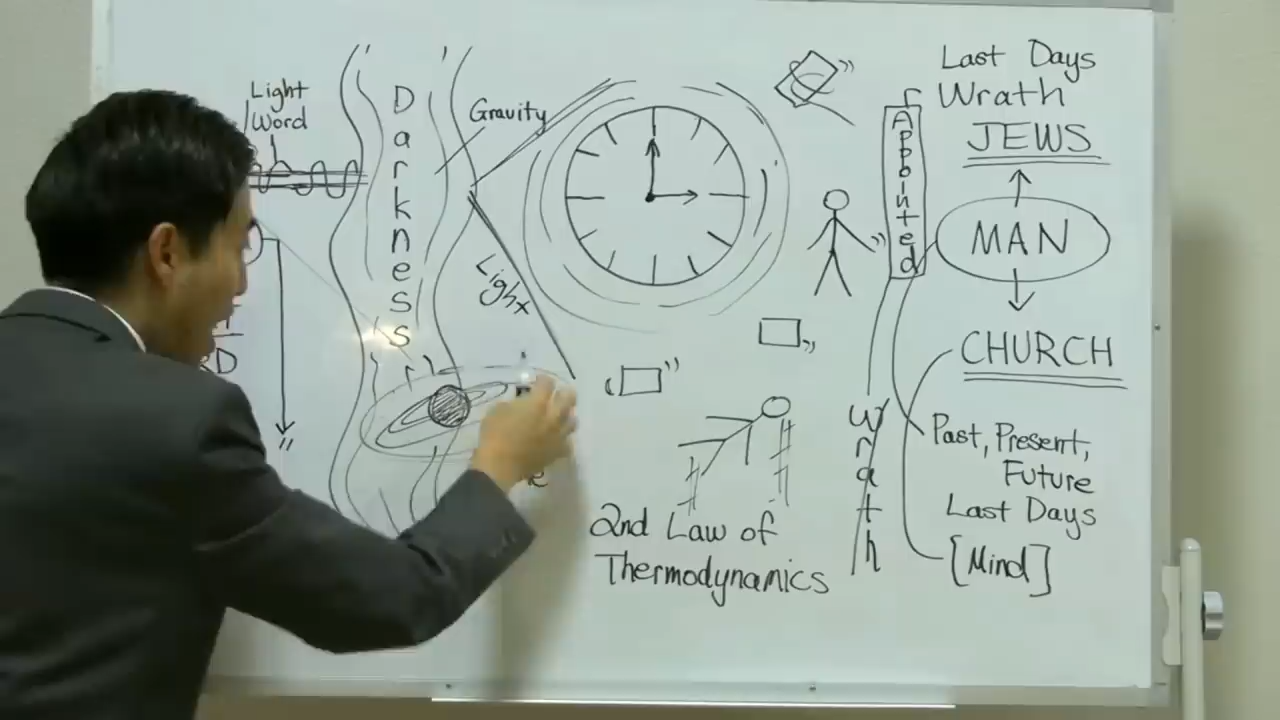 Light
Word
Darkness
Gravity
Light
2nd Law of
Thermodynamics
Appointed
Wrath
Last Days
Wrath
JEWS
MAN
CHURCH
Past, Present,
Future
Last Days
[Mind]